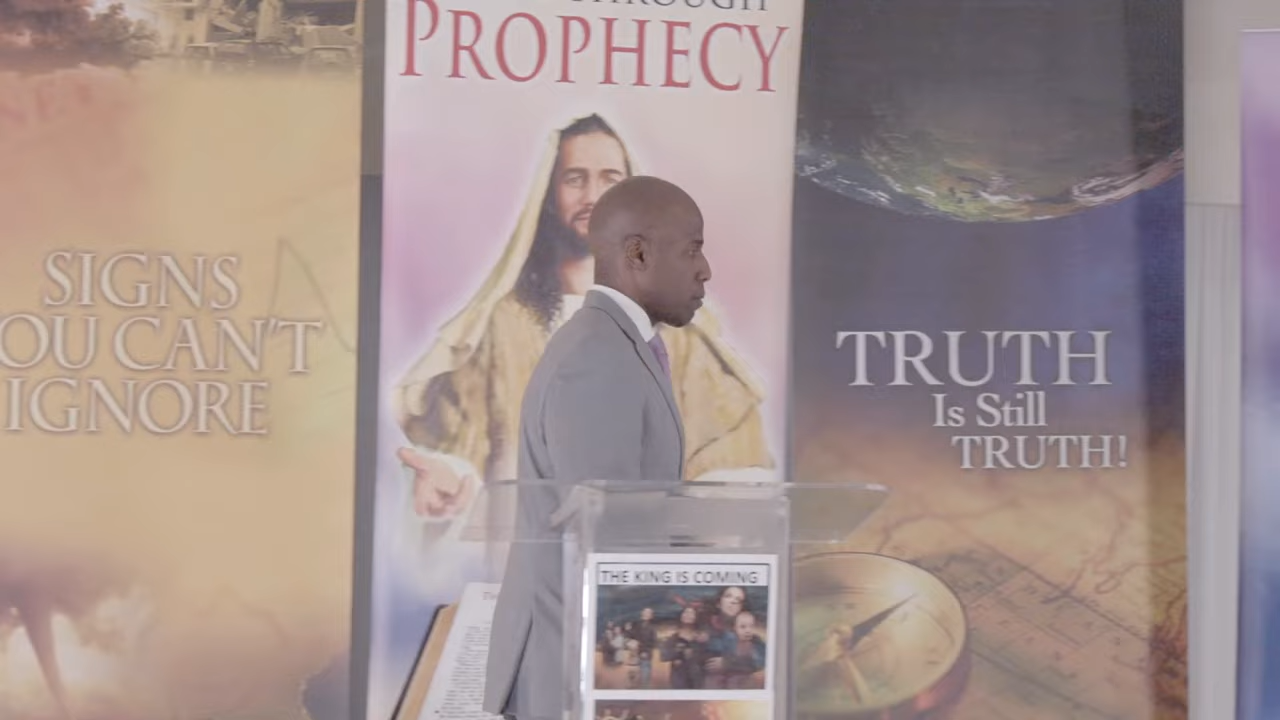 PROPHECY
SIGNS
OU CAN'T
IGNORE
TRUTH
Is Still
TRUTH!
THE KING IS COMING